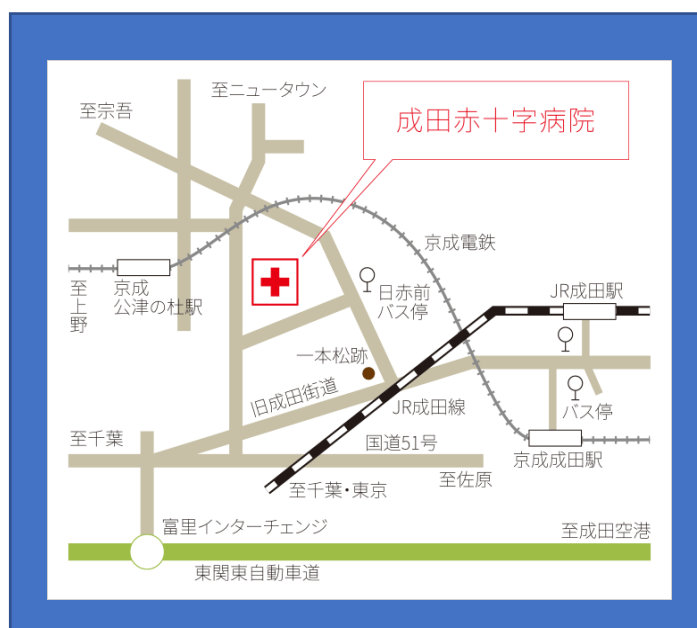 至ニュータウン
至宗吾
成田赤十字病院
京成電鉄
至上野
京成
公津の杜駅
日赤前
バス停
JR成田駅
一本松跡
旧成田街道
JR成田線
バス停
国道51号
至千葉
京成成田駅
至佐原
至千葉・東京
富里インターチェンジ
至成田空港
東関東自動車道